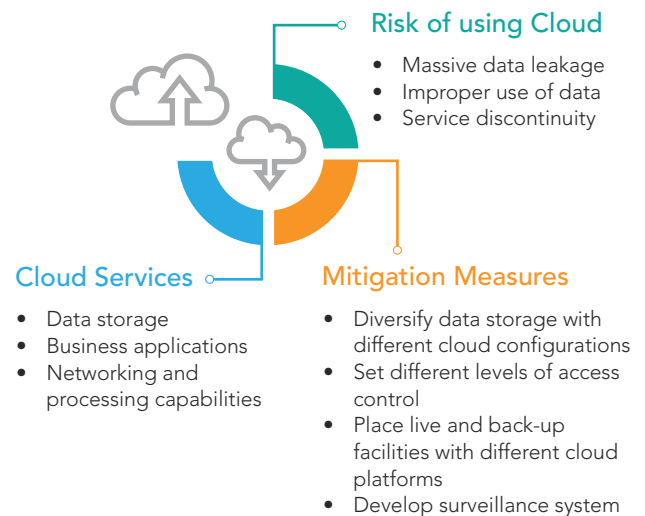 Risk of using Cloud
• Massive data leakage
• Improper use of data
• Service discontinuity
Cloud Services
• Data storage
• Business applications
• Networking and
processing capabilities
Mitigation Measures
• Diversify data storage with
different cloud configurations
• Set different levels of access
control
• Place live and back-up
facilities with different cloud
platforms
• Develop surveillance system